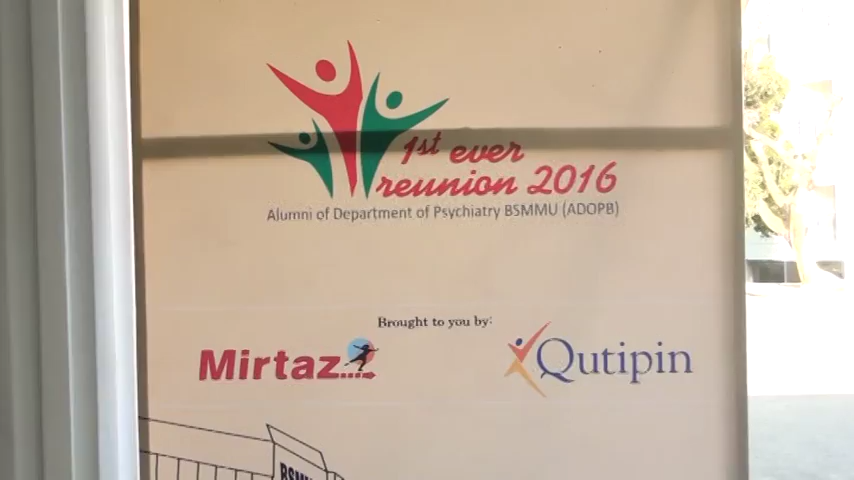 1st ever
reunion 2016
Alumni of Department of Psychiatry BSMMU (ADOPB)
Brought to you by:
Mirtaz
Qutipin